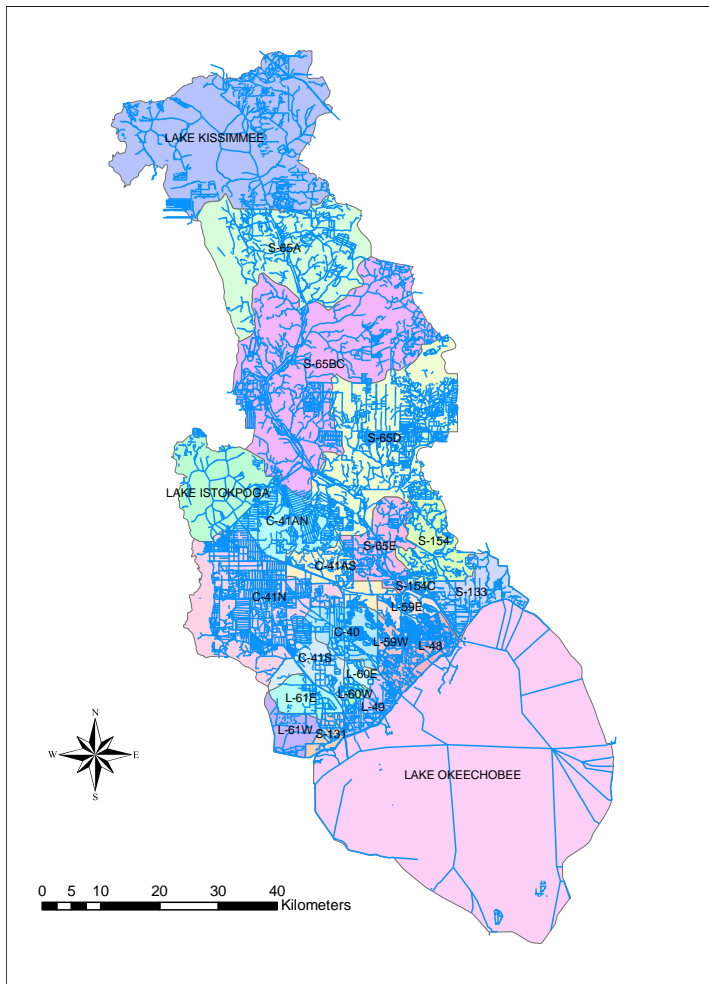 LAKE KISSIMMEE
S-65A
S-65BC
S-65D
LAKE ISTOKPOGA
C-41AN
S-154
S-65E
C-41AS
S-154C
S-133
C-41N
L-59E
C-40
L-59W
L-48
C-41S
L-60E
L-61E
L-60W
L-49
L-61W
S-131
N
W
E
S
LAKE OKEECHOBEE
0 5 10 20 30 40
Kilometers